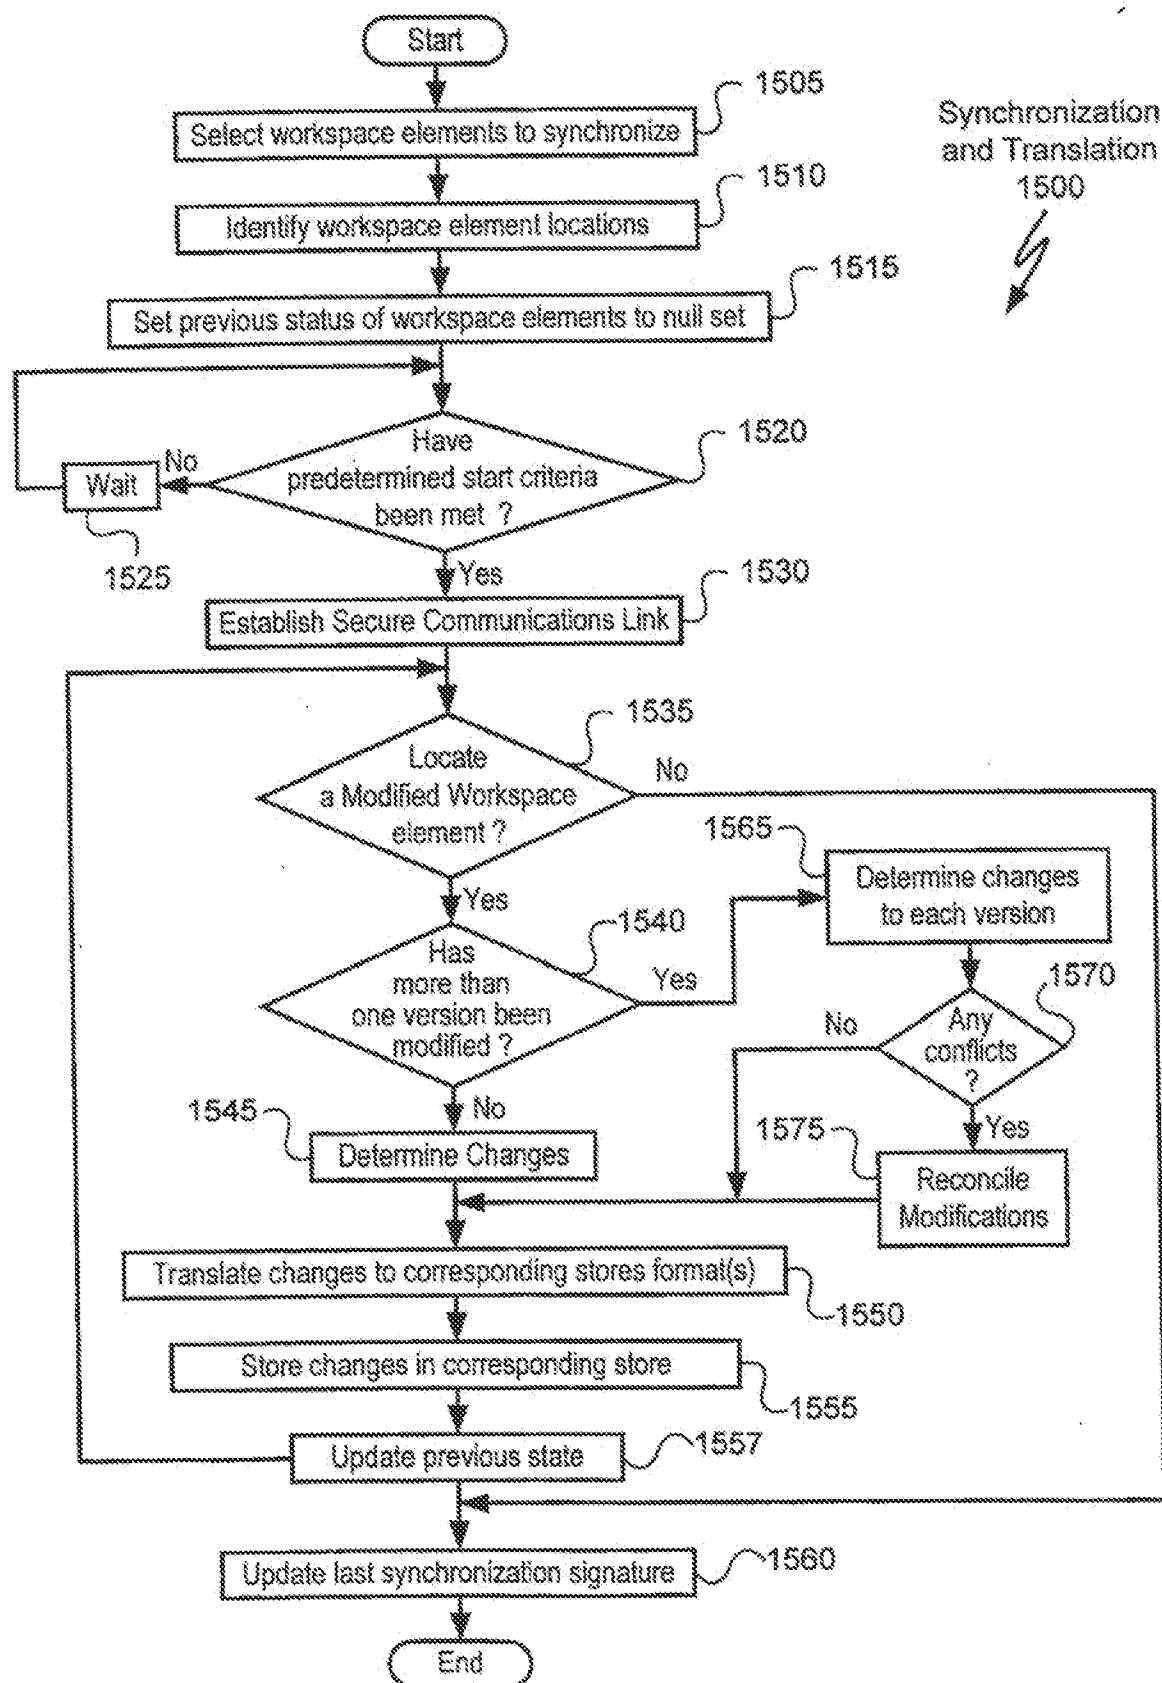 Start
1505
Select workspace elements to synchronize
Synchronization
and Translation
1500
1510
Identify workspace element locations
1515
Set previous status of workspace elements to null set
Have
predetermined start criteria
been met ?
1520
No
Wait
1525
Yes
1530
Establish Secure Communications Link
1535
Locate
a Modified Workspace
element ?
No
Yes
1565
Determine changes
to each version
1540
Has
more than
one version been
modified ?
Yes
1570
Any
conflicts
?
No
No
1545
Determine Changes
Yes
1575
Reconcile
Modifications
Translate changes to corresponding stores format(s)
1550
Store changes in corresponding store
1555
Update previous state
1557
Update last synchronization signature
1560
End